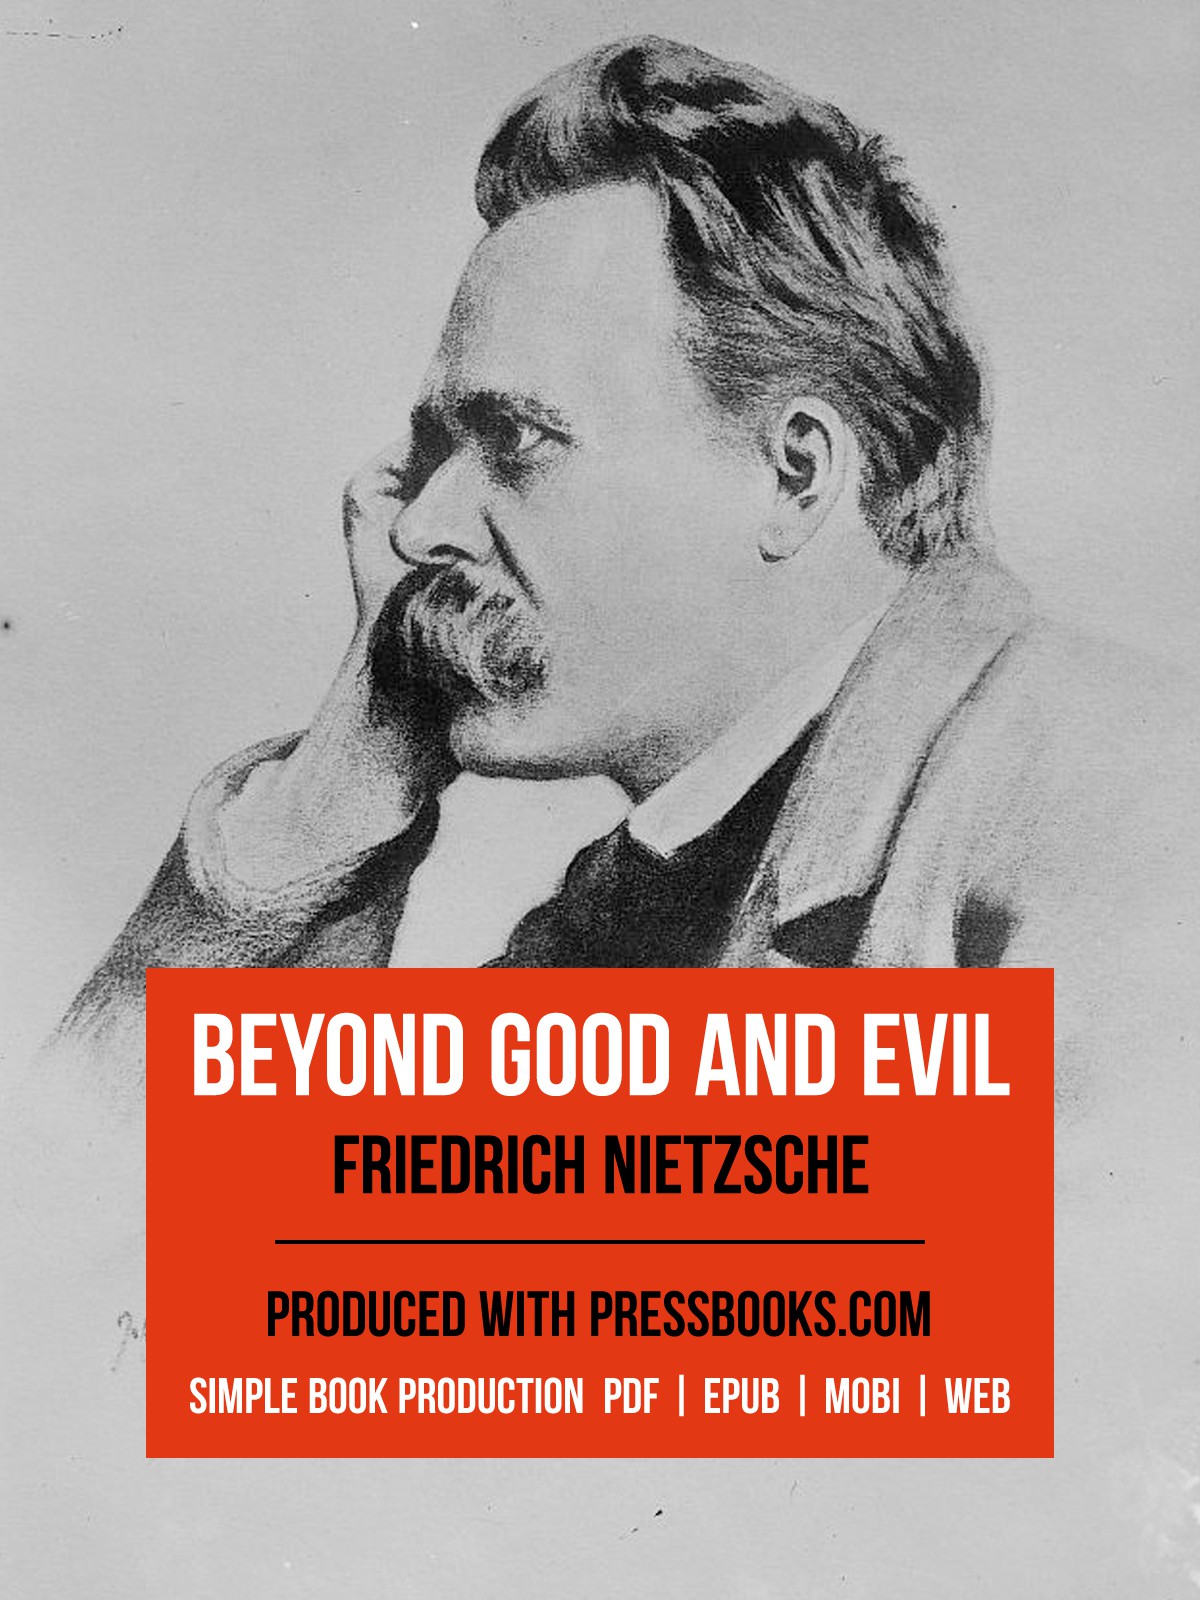 BEYOND GOOD AND EVIL
FRIEDRICH NIETZSCHE
PRODUCED WITH PRESSBOOKS.COM
SIMPLE BOOK PRODUCTION PDF | EPUB | MOBI | WEB